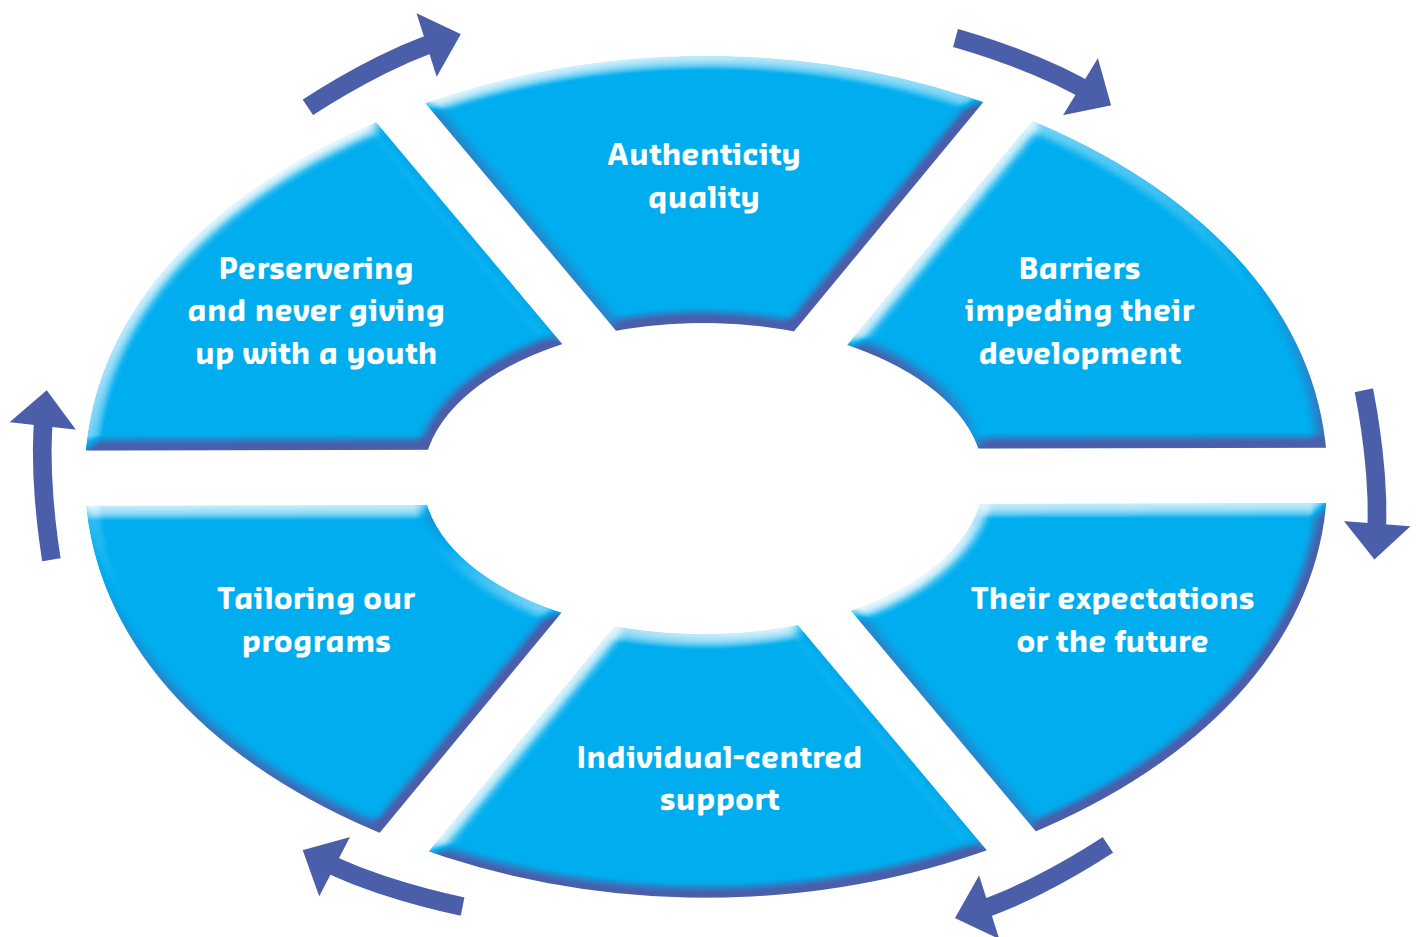 Authenticity
quality
Barriers
impeding their
development
Their expectations
or the future
Individual-centred
support
Tailoring our
programs
Perservering
and never giving
up with a youth